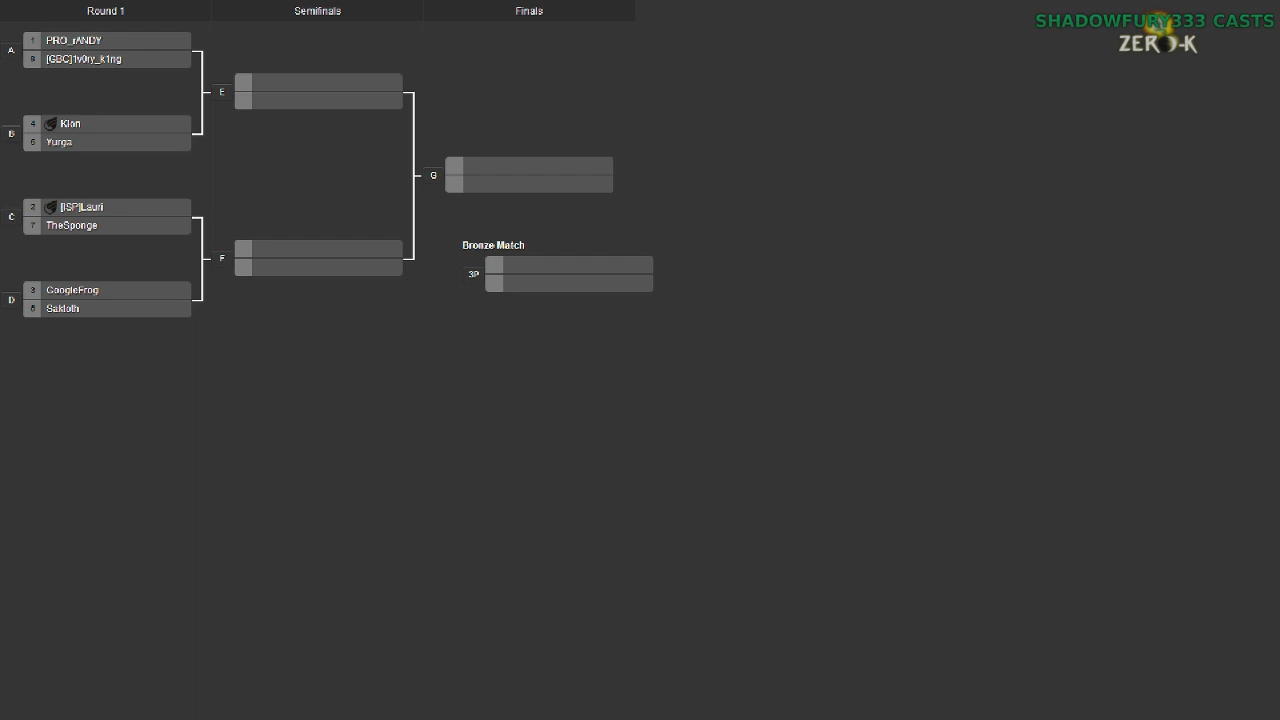 Round 1
Semifinals
Finals
SHADOWFURY333 CASTS
ZERO-K
A
1 PRO_rANDY
8 [GBC]1v0ry_k1ng
B
4 Klon
5 Yurga
C
2 [ISP]Lauri
7 TheSponge
D
3 GoogleFrog
6 Sakloth
E
F
G
Bronze Match
3P